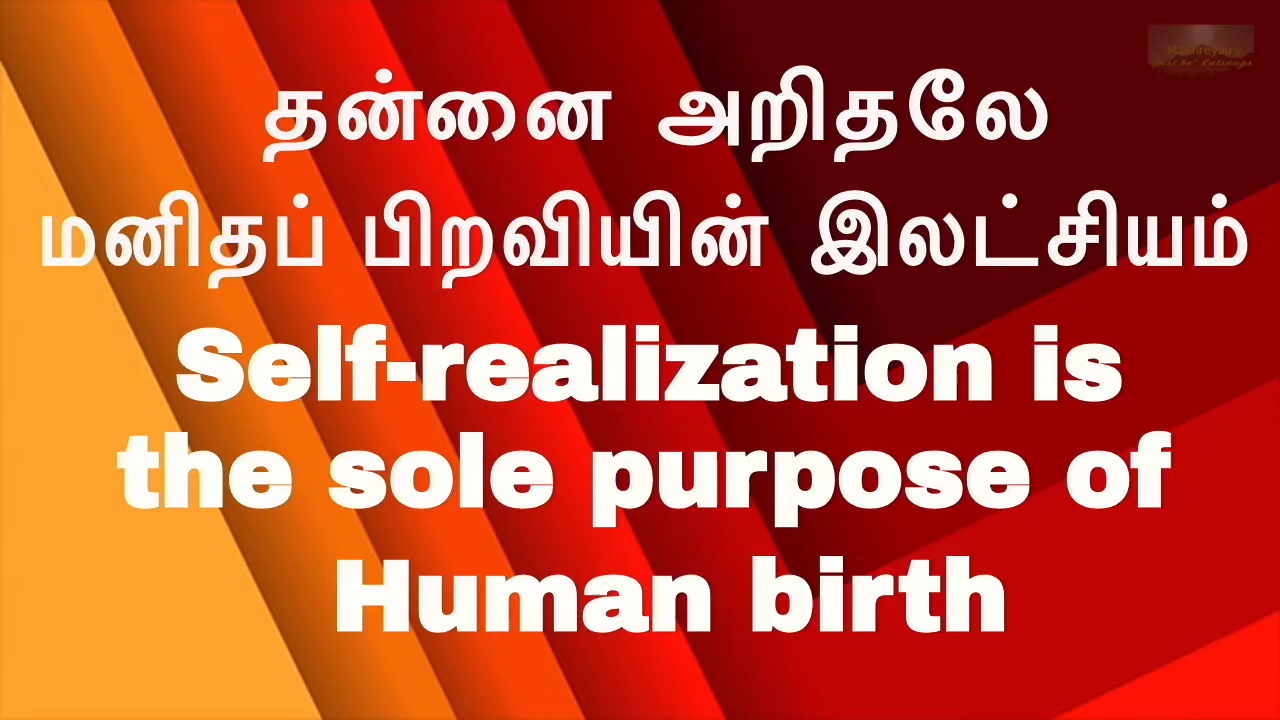 தன்னை அறிதலே
மனிதப் பிறவியின் இலட்சியம்
Self-realization is
the sole purpose of
Human birth